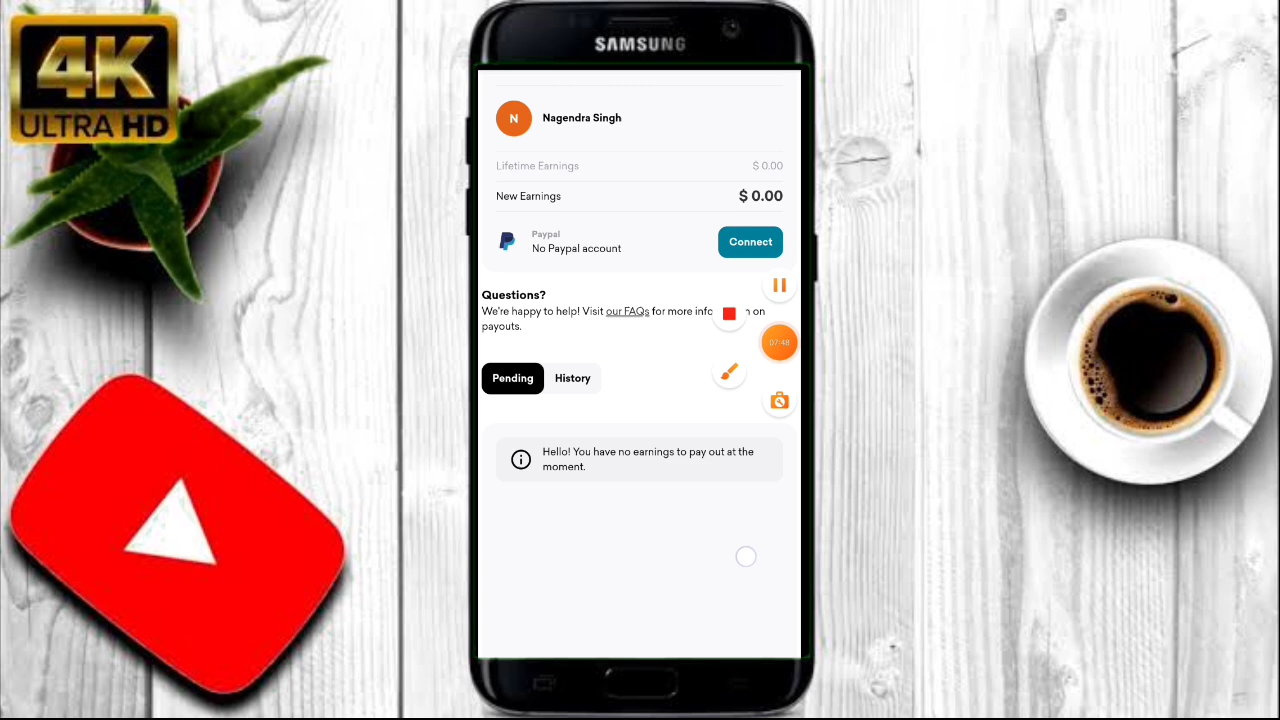 4K
ULTRA HD
SAMSUNG
N
Nagendra Singh
Lifetime Earnings
$ 0.00
New Earnings
$ 0.00
P
Paypal
No Paypal account
Connect
Questions?
We're happy to help! Visit our FAQs for more info n on
payouts.
07:48
Pending
History
Hello! You have no earnings to pay out at the
moment.